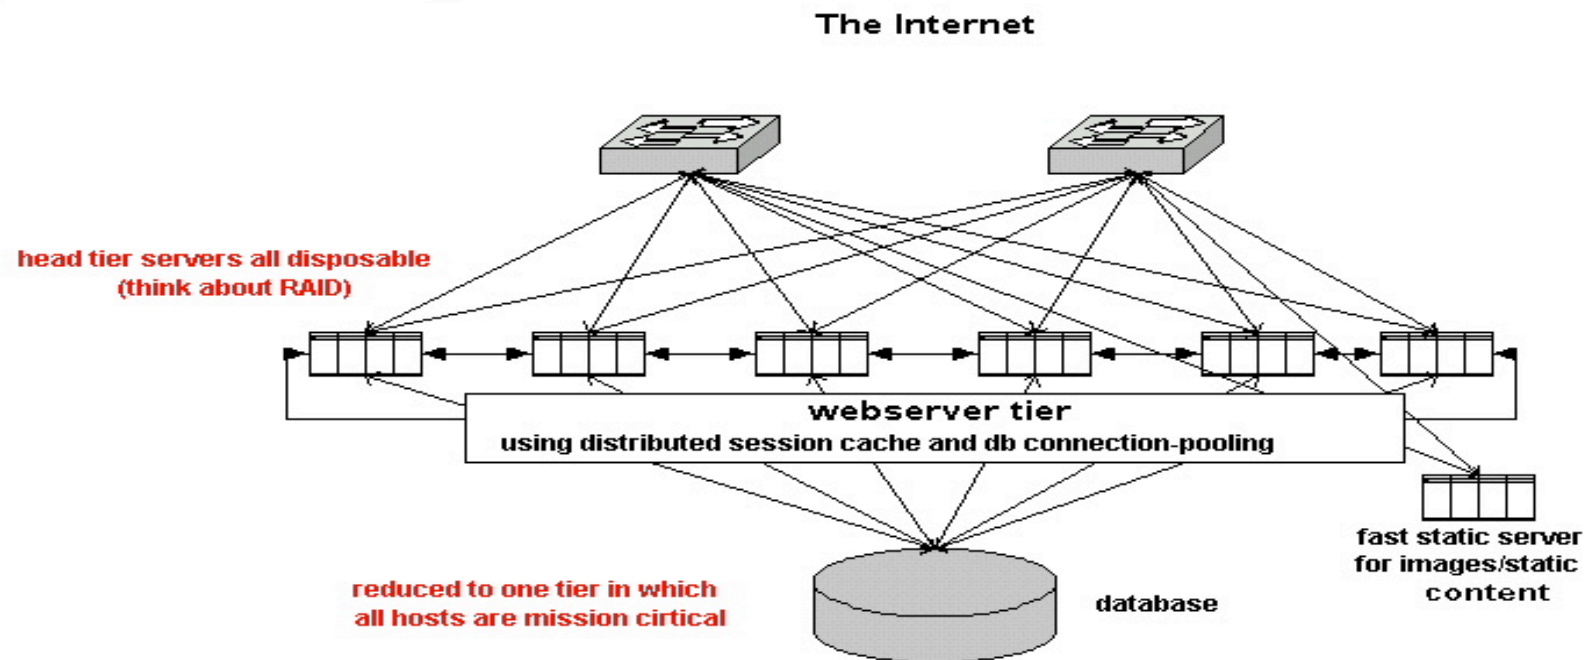 The Internet
head tier servers all disposable
(think about RAID)
webserver tier
using distributed session cache and db connection-pooling
fast static server
for images/static
content
reduced to one tier in which
all hosts are mission cirtical
database